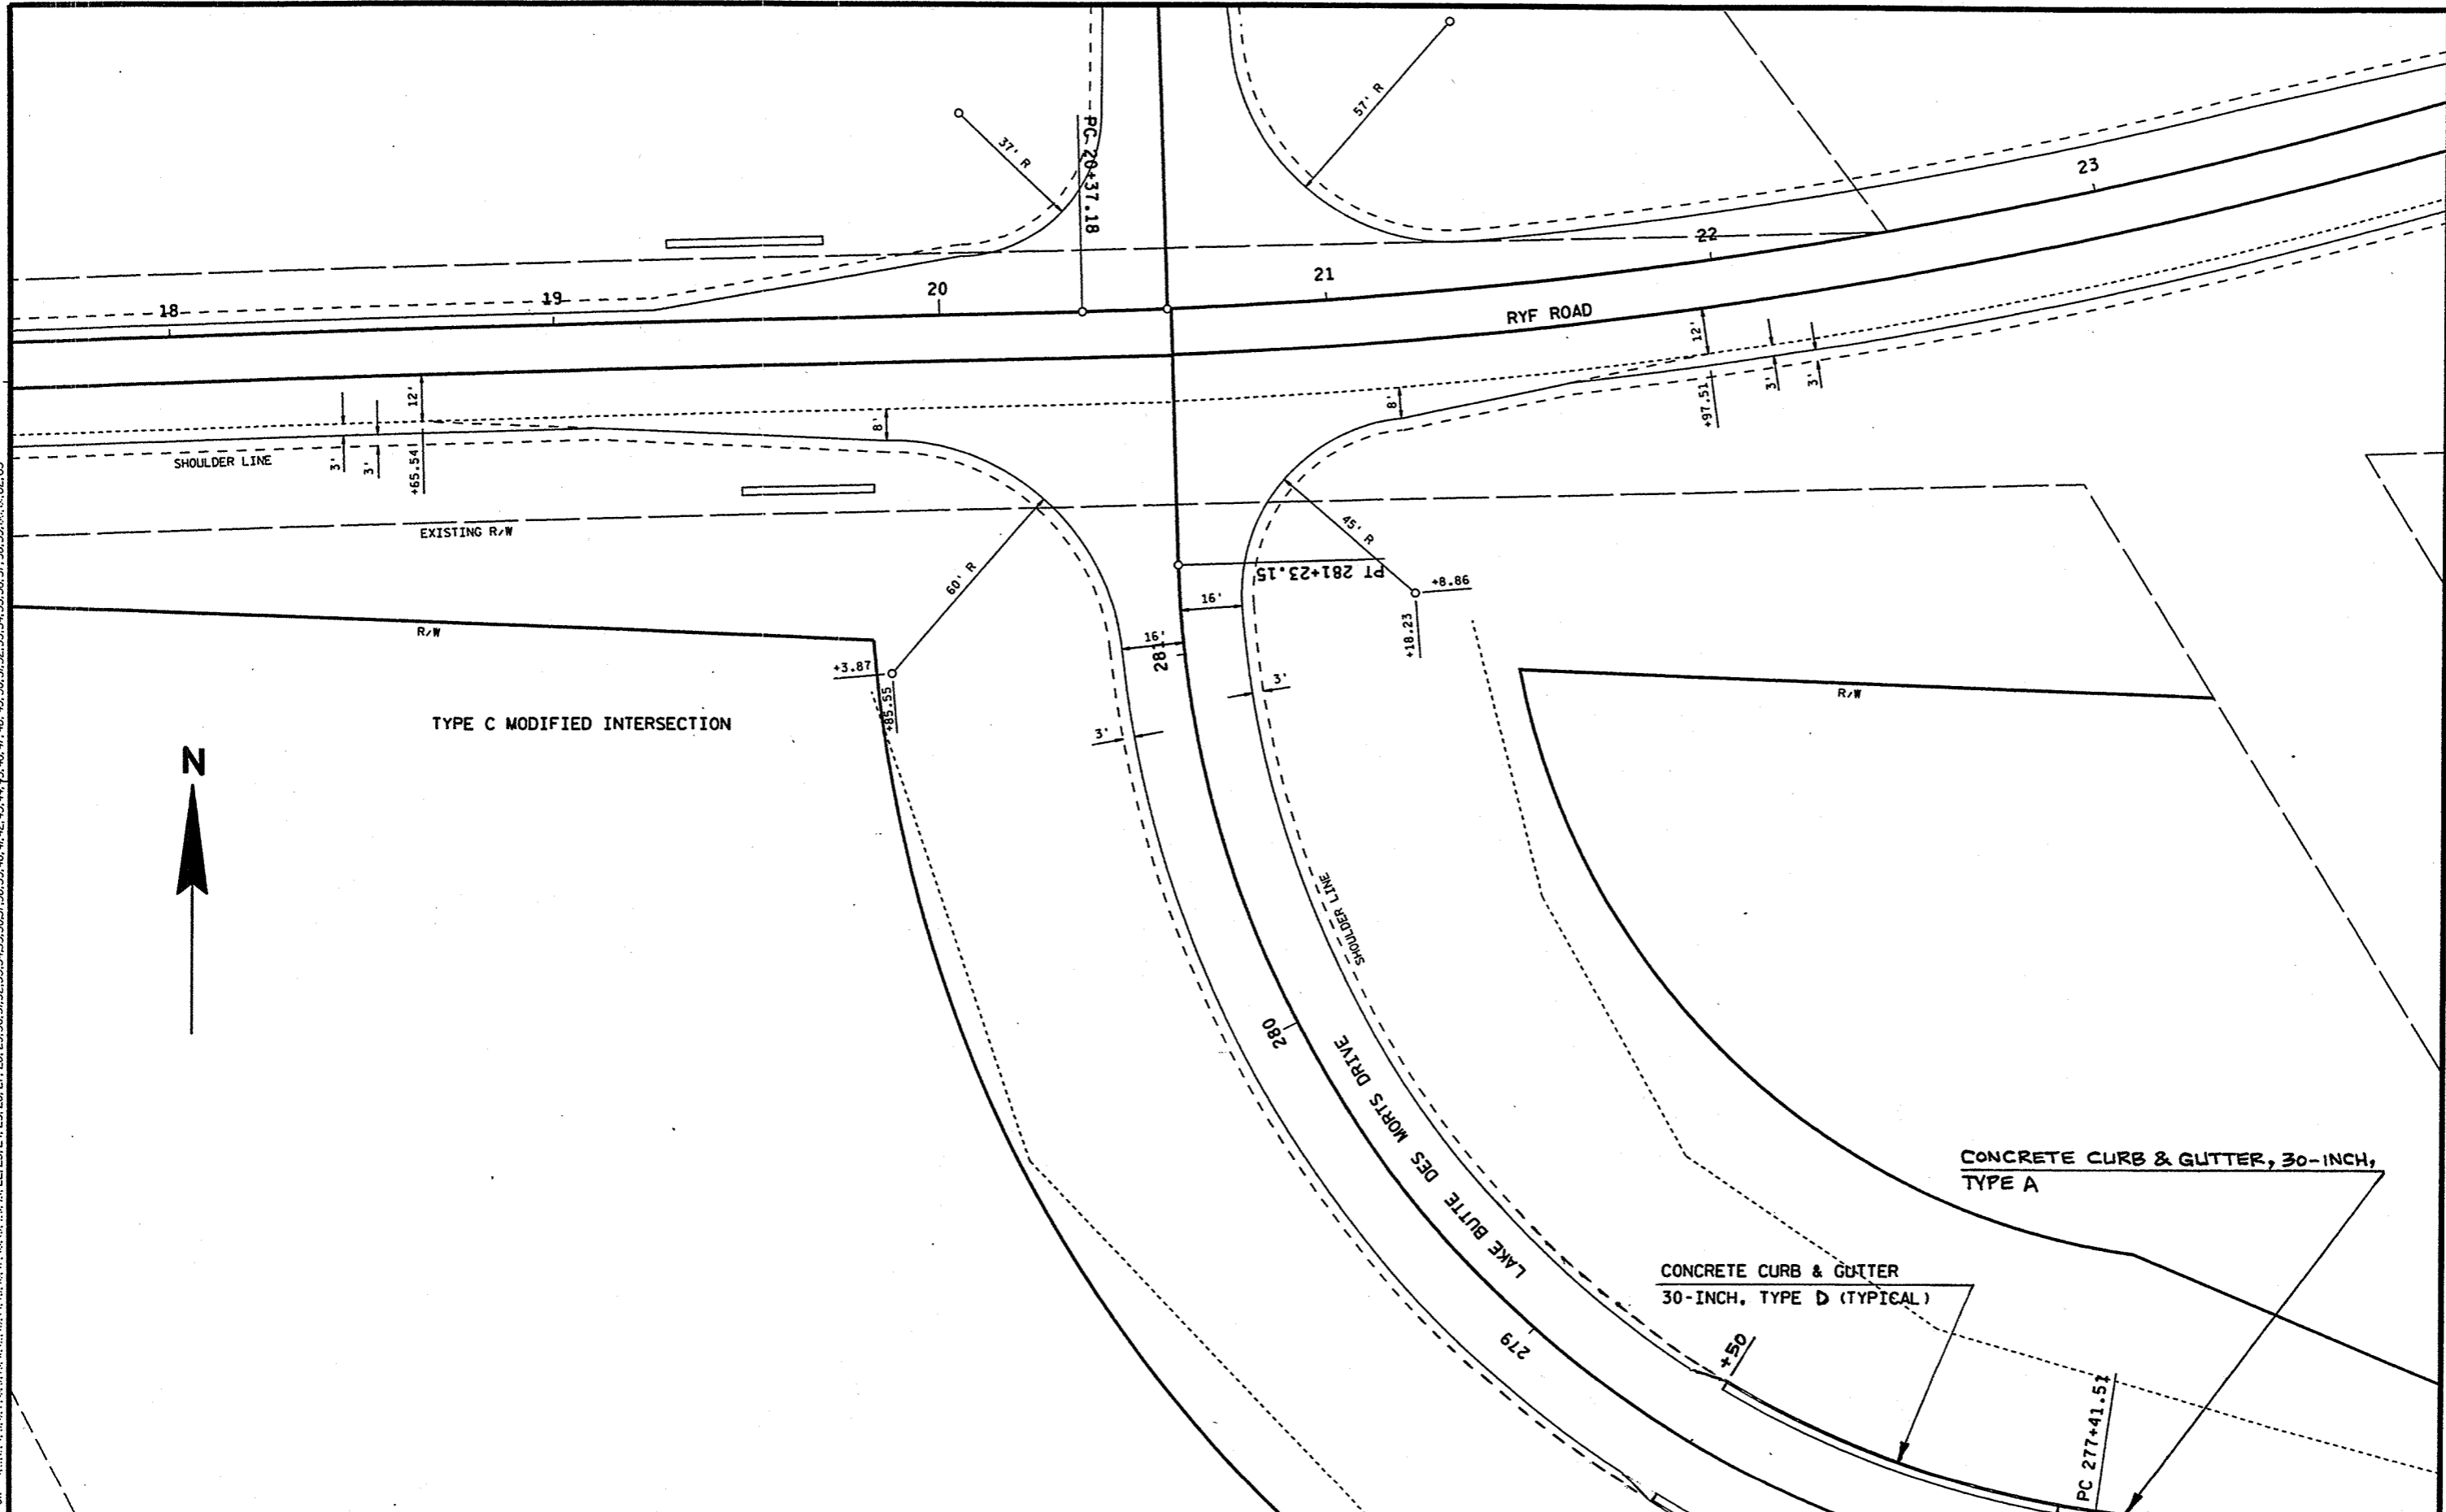 57' R
37' R
PC 20+37.18
23
22
21
20
19
18
RYF ROAD
12'
3'
3'
+97.51
8'
8'
12'
3'
3'
+65.54
SHOULDER LINE
EXISTING R/W
45' R
PT 281+23.15
+8.86
+18.23
60' R
16'
16'
281
R/W
+3.87
+85.55
3'
3'
R/W
TYPE C MODIFIED INTERSECTION
N
SHOULDER LINE
280
LAKE BUTTE DES MORTS DRIVE
CONCRETE CURB & GUTTER, 30-INCH,
TYPE A
CONCRETE CURB & GUTTER
30-INCH, TYPE D (TYPICAL)
279
+50
PC 277+41.51